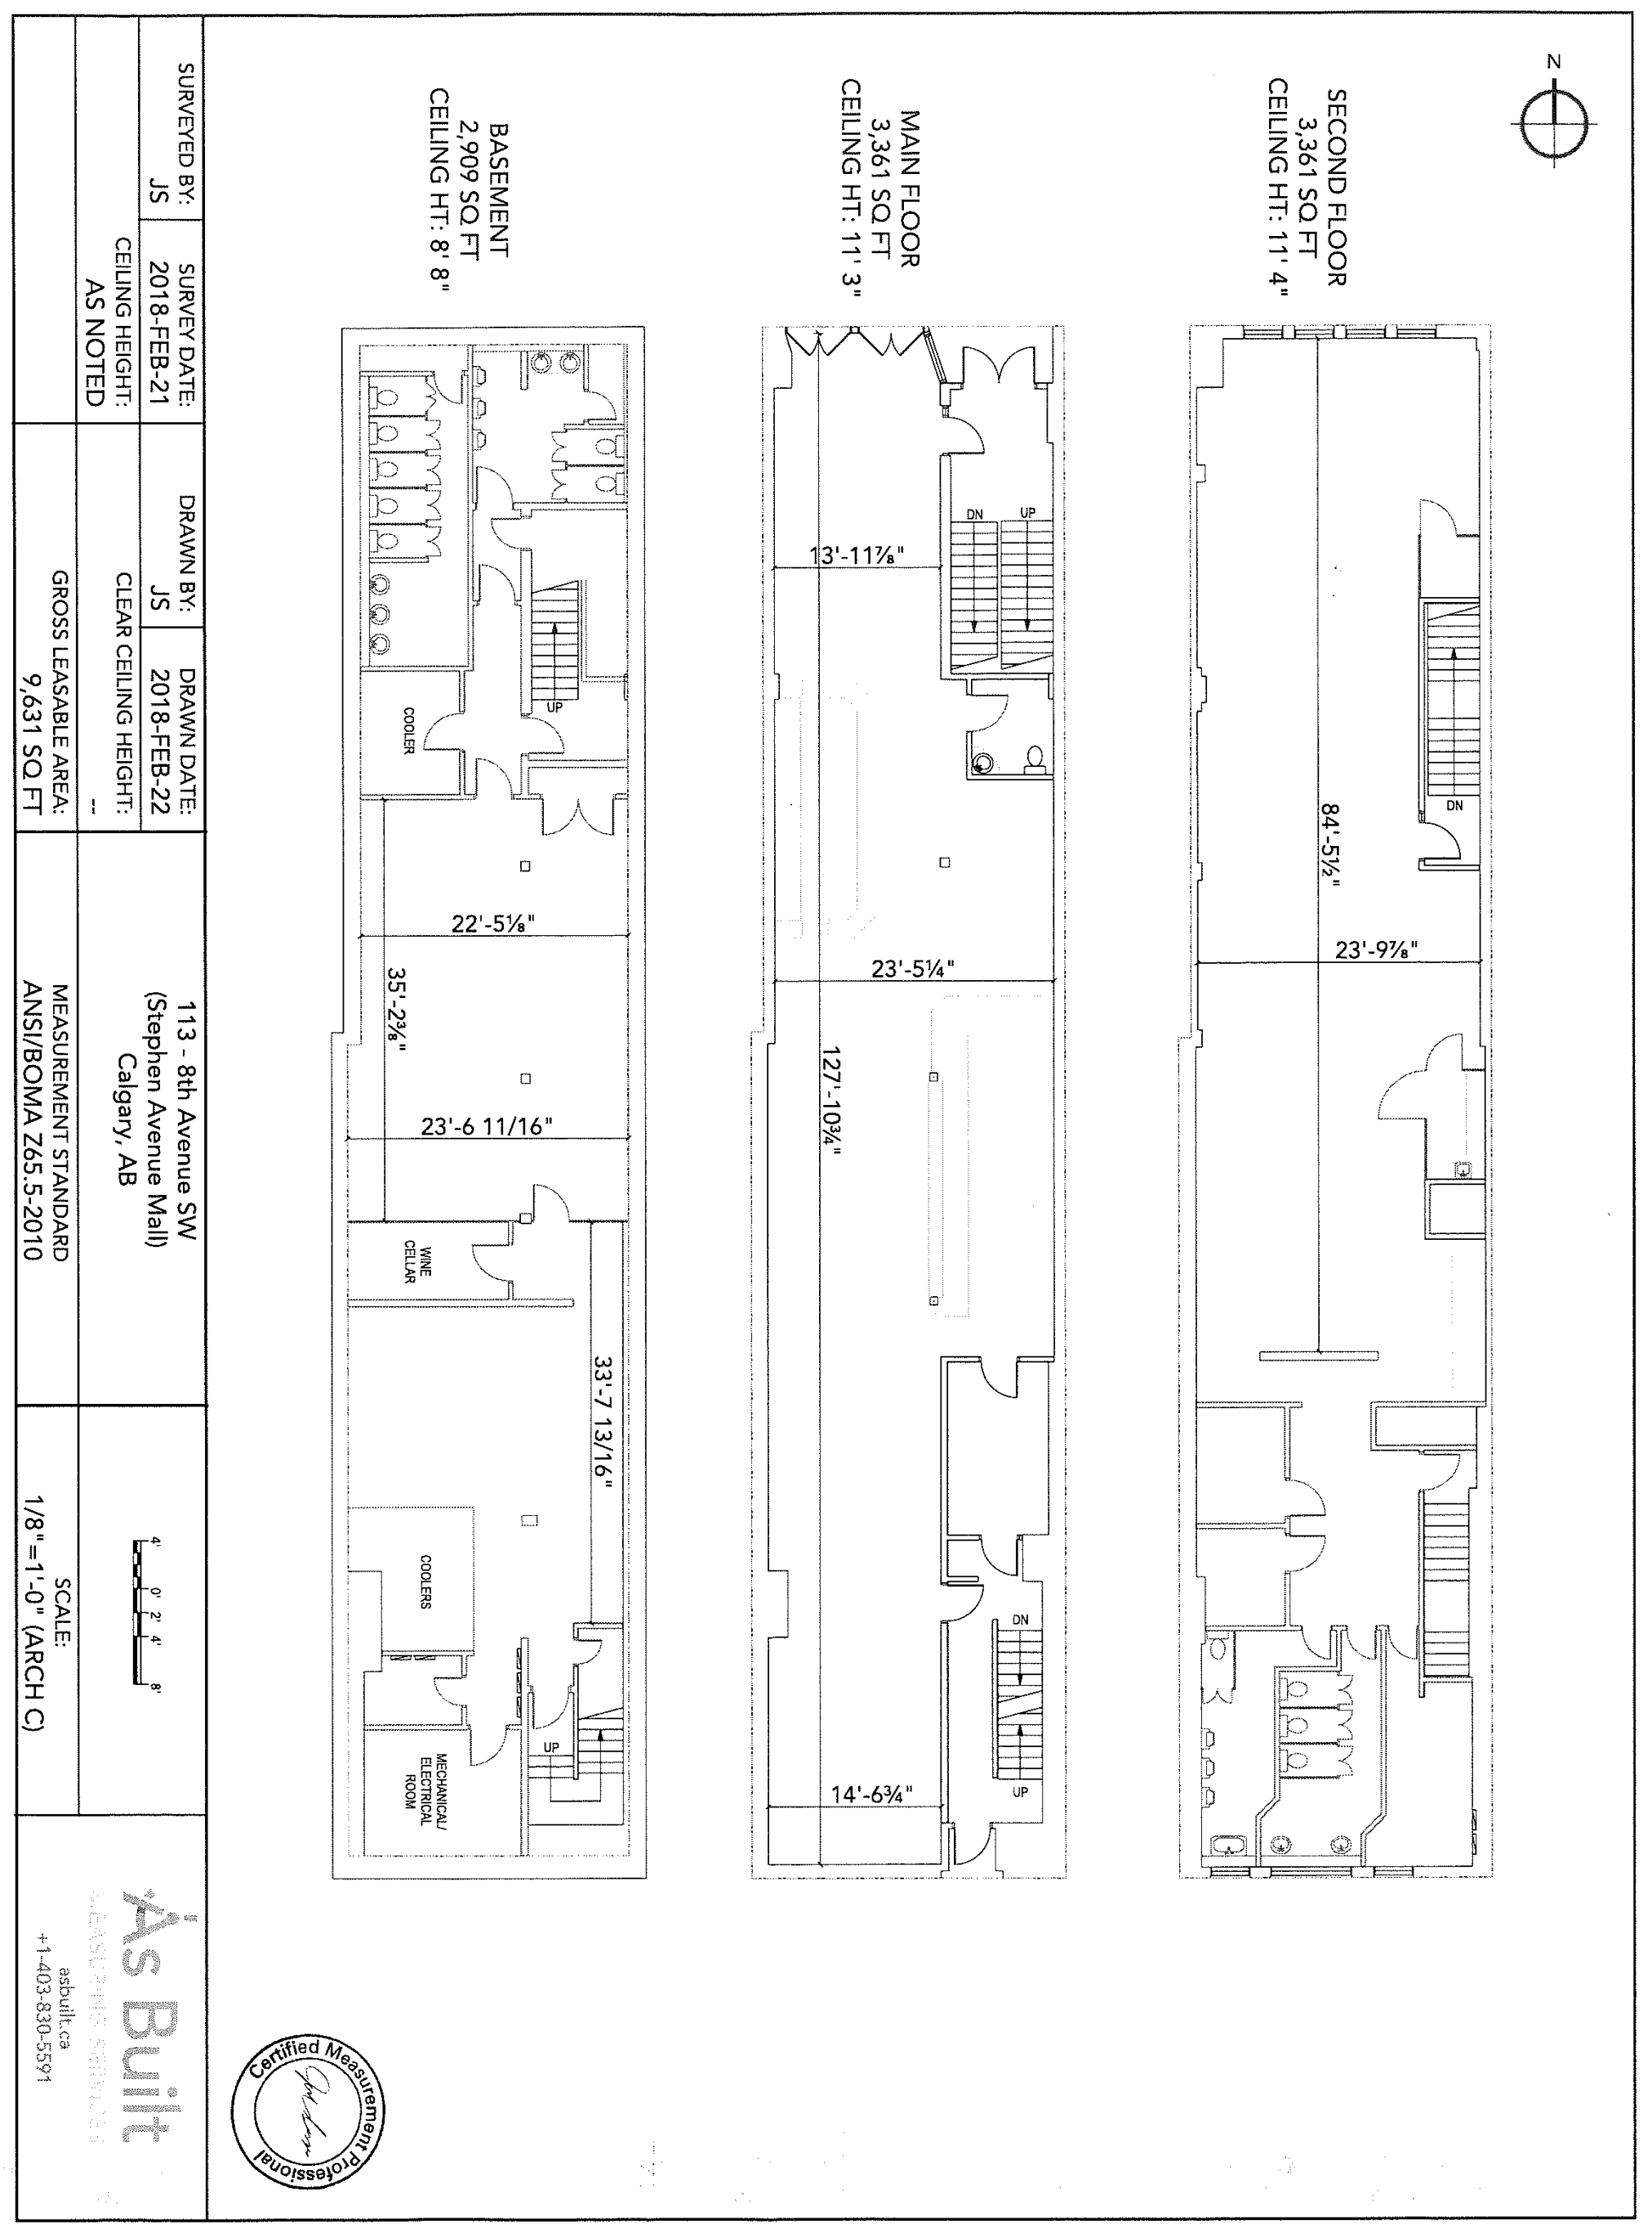 N
SECOND FLOOR
3,361 SQ FT
CEILING HT: 11' 4"
DN
84'-5½"
23'-9⅞"
MAIN FLOOR
3,361 SQ FT
CEILING HT: 11' 3"
DN
UP
13'-11⅞"
23'-5¼"
127'-10¾"
DN
UP
14'-6¾"
BASEMENT
2,909 SQ FT
CEILING HT: 8' 8"
UP
COOLER
22'-5⅛"
35'-2⅜"
23'-6 11/16"
WINE
CELLAR
33'-7 13/16"
COOLERS
UP
MECHANICAL/
ELECTRICAL
ROOM
SURVEYED BY:
JS
SURVEY DATE:
2018-FEB-21
DRAWN BY:
JS
DRAWN DATE:
2018-FEB-22
CEILING HEIGHT:
AS NOTED
CLEAR CEILING HEIGHT:
--
GROSS LEASABLE AREA:
9,631 SQ FT
113 - 8th Avenue SW
(Stephen Avenue Mall)
Calgary, AB
MEASUREMENT STANDARD
ANSI/BOMA Z65.5-2010
4' 0' 2' 4' 8'
SCALE:
1/8"=1'-0" (ARCH C)
As Built
MEASURING SERVICES
asbuilt.ca
+1-403-830-5591
Certified Measurement Professional